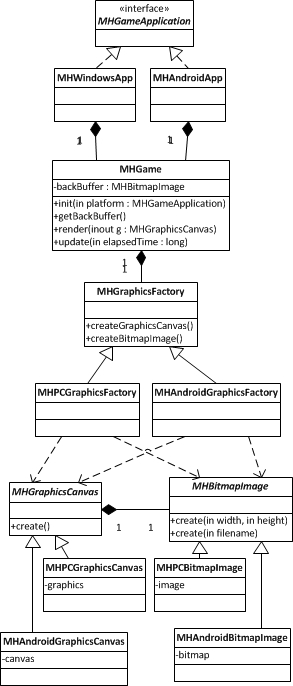 «interface»
MHGameApplication
MHWindowsApp
MHAndroidApp
1
1
MHGame
-backBuffer : MHBitmapImage
+init(in platform : MHGameApplication)
+getBackBuffer()
+render(inout g : MHGraphicsCanvas)
+update(in elapsedTime : long)
1
1
MHGraphicsFactory
+createGraphicsCanvas()
+createBitmapImage()
MHPCGraphicsFactory
MHAndroidGraphicsFactory
MHGraphicsCanvas
+create()
MHBitmapImage
+create(in width, in height)
+create(in filename)
1
1
MHPCGraphicsCanvas
-graphics
MHPCBitmapImage
-image
MHAndroidGraphicsCanvas
-canvas
MHAndroidBitmapImage
-bitmap